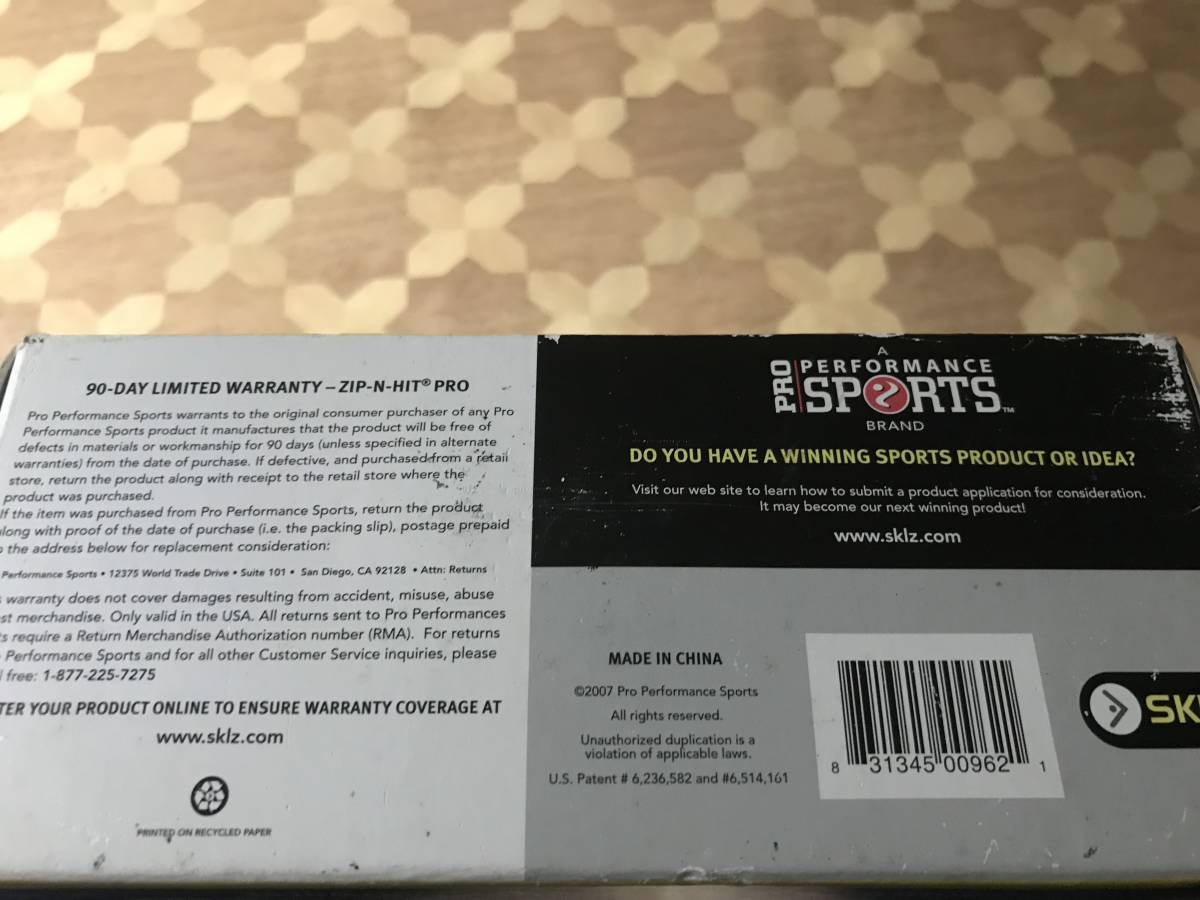 90-DAY LIMITED WARRANTY – ZIP-N-HIT® PRO
Pro Performance Sports warrants to the original consumer purchaser of any Pro
Performance Sports product it manufactures that the product will be free of
defects in materials or workmanship for 90 days (unless specified in alternate
warranties) from the date of purchase. If defective, and purchased from a retail
store, return the product along with receipt to the retail store where the
product was purchased.
If the item was purchased from Pro Performance Sports, return the product
along with proof of the date of purchase (i.e. the packing slip), postage prepaid
the address below for replacement consideration:
Performance Sports • 12375 World Trade Drive • Suite 101 • San Diego, CA 92128 • Attn: Returns
warranty does not cover damages resulting from accident, misuse, abuse
st merchandise. Only valid in the USA. All returns sent to Pro Performances
s require a Return Merchandise Authorization number (RMA). For returns
Performance Sports and for all other Customer Service inquiries, please
free: 1-877-225-7275
TER YOUR PRODUCT ONLINE TO ENSURE WARRANTY COVERAGE AT
www.sklz.com
PRINTED ON RECYCLED PAPER
A
PRO PERFORMANCE
SPORTS™
BRAND
DO YOU HAVE A WINNING SPORTS PRODUCT OR IDEA?
Visit our web site to learn how to submit a product application for consideration.
It may become our next winning product!
www.sklz.com
MADE IN CHINA
©2007 Pro Performance Sports
All rights reserved.
Unauthorized duplication is a
violation of applicable laws.
U.S. Patent # 6,236,582 and #6,514,161
8 31345 00962 1
SK